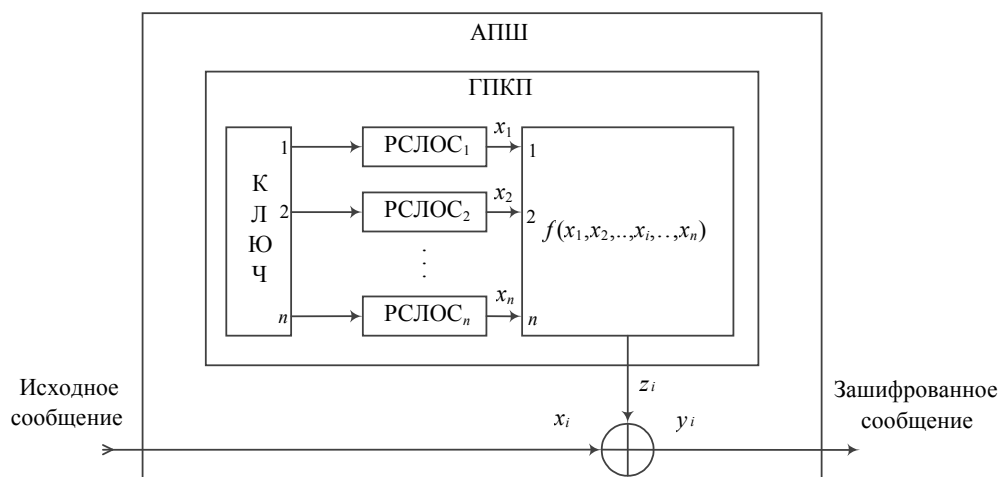 АПШ
ГПКП
К
Л
Ю
Ч
1
РСЛОС₁
x₁
1
2
РСЛОС₂
x₂
2
f(x₁,x₂,..,xᵢ,..,xₙ)
n
РСЛОСₙ
xₙ
n
Исходное
сообщение
xᵢ
zᵢ
yᵢ
Зашифрованное
сообщение